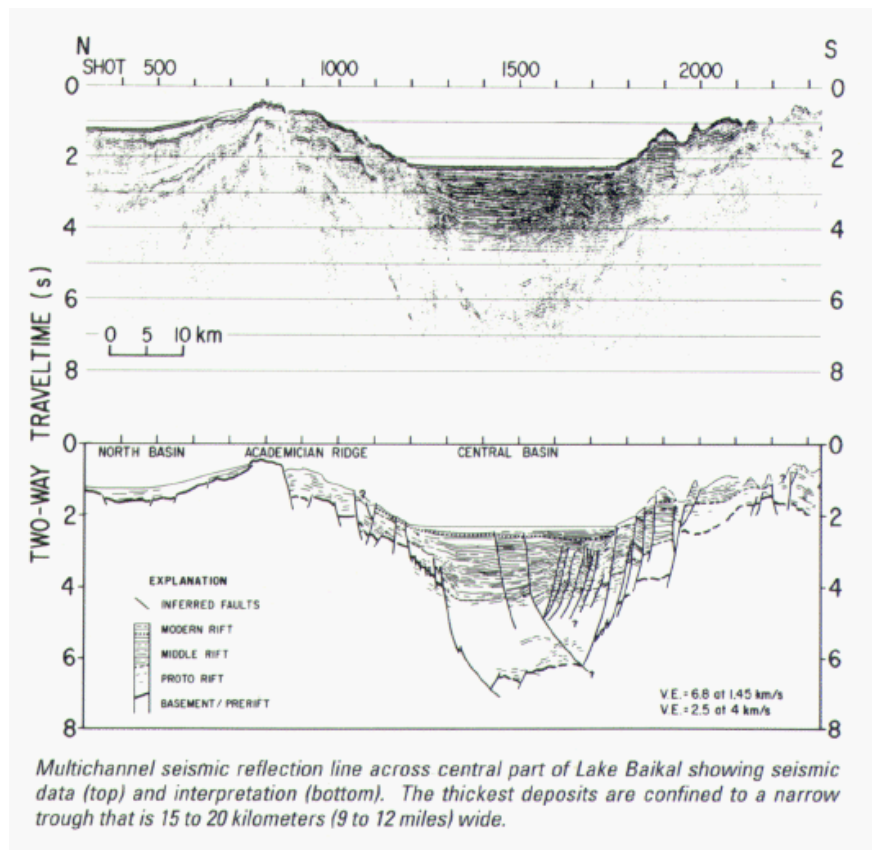 N S
SHOT 500 1000 1500 2000
0 0
2 2
4 4
6 6
0 5 10 km
8 8
TWO-WAY TRAVELTIME (s)
0 0
NORTH BASIN ACADEMICIAN RIDGE CENTRAL BASIN
? ?
2 2
EXPLANATION
4 4
INFERRED FAULTS
MODERN RIFT
?
MIDDLE RIFT
6 6
PROTO RIFT
?
BASEMENT / PRERIFT
V.E.= 6.8 at 1.45 km/s
V.E.= 2.5 at 4 km/s
8 8
Multichannel seismic reflection line across central part of Lake Baikal showing seismic
data (top) and interpretation (bottom). The thickest deposits are confined to a narrow
trough that is 15 to 20 kilometers (9 to 12 miles) wide.